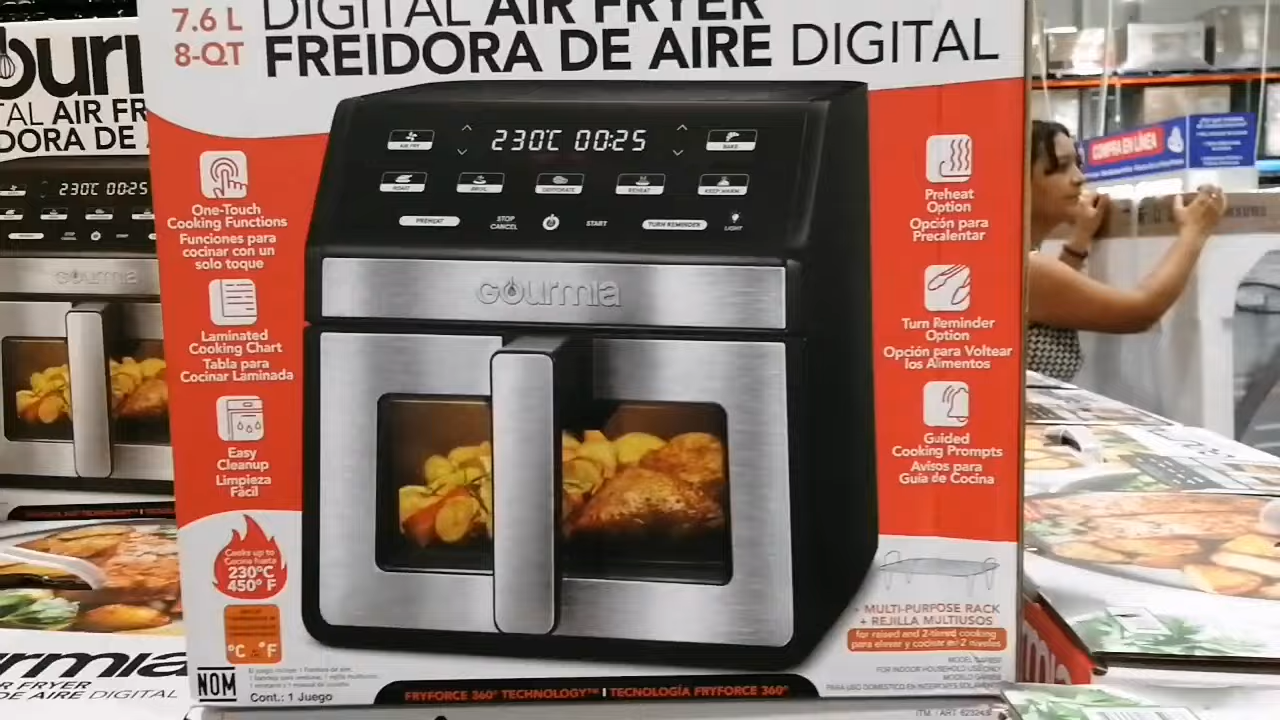 7.6 L
8-QT
DIGITAL AIR FRYER
FREIDORA DE AIRE DIGITAL
230°C 00:25
AIR FRY
BAKE
ROAST
BROIL
DEHYDRATE
REHEAT
KEEP WARM
PREHEAT
STOP
CANCEL
START
TURN REMINDER
LIGHT
Gourmia
One-Touch
Cooking Functions
Funciones para
cocinar con un
solo toque
Laminated
Cooking Chart
Tabla para
Cocinar Laminada
Easy
Cleanup
Limpieza
Fácil
Cooks up to
Cocina hasta
230°C
450° F
°C °F
NOM
Cont.: 1 Juego
Preheat
Option
Opción para
Precalentar
Turn Reminder
Option
Opción para Voltear
los Alimentos
Guided
Cooking Prompts
Avisos para
Guía de Cocina
+ MULTI-PURPOSE RACK
+ REJILLA MULTIUSOS
for raised and 2-tiered cooking
para elevar y cocinar en 2 niveles
FOR INDOOR HOUSEHOLD USE ONLY
FRYFORCE 360° TECHNOLOGY™ | TECNOLOGÍA FRYFORCE 360°
ourm
TAL AIR FR
DORA DE
230°C 00:25
Gourmia
rmia
R FRYER
DE AIRE DIGITAL
COMPRA EN LÍNEA